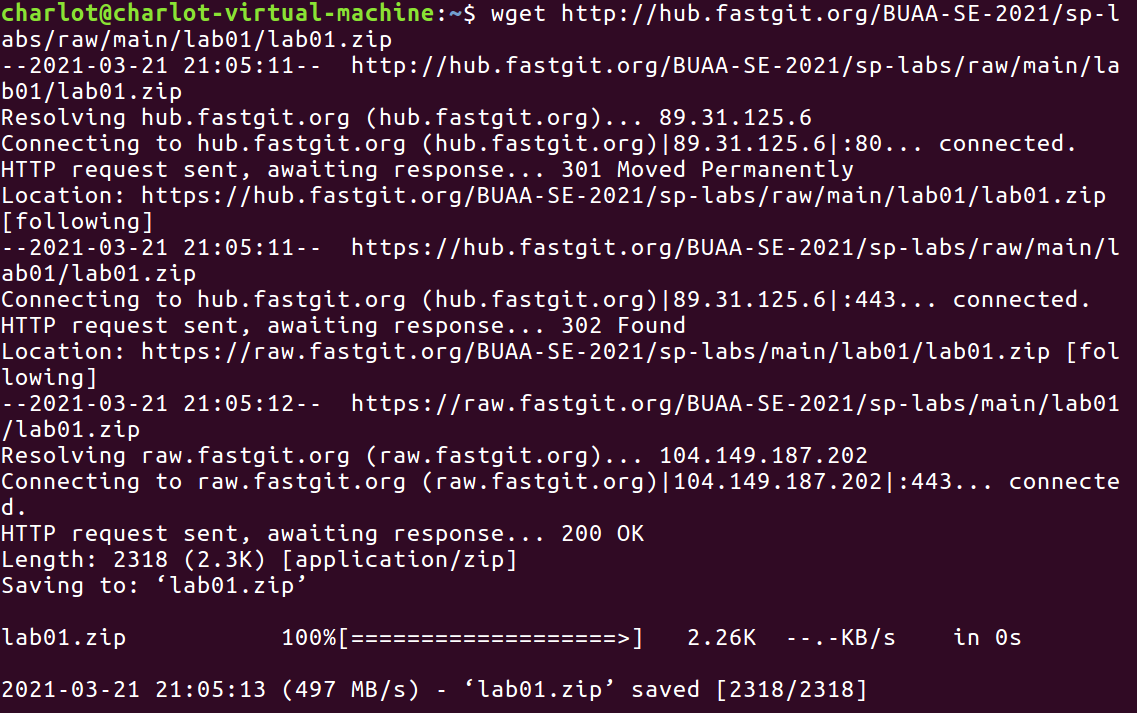 charlot@charlot-virtual-machine:~$ wget http://hub.fastgit.org/BUAA-SE-2021/sp-l
abs/raw/main/lab01/lab01.zip
--2021-03-21 21:05:11--  http://hub.fastgit.org/BUAA-SE-2021/sp-labs/raw/main/la
b01/lab01.zip
Resolving hub.fastgit.org (hub.fastgit.org)... 89.31.125.6
Connecting to hub.fastgit.org (hub.fastgit.org)|89.31.125.6|:80... connected.
HTTP request sent, awaiting response... 301 Moved Permanently
Location: https://hub.fastgit.org/BUAA-SE-2021/sp-labs/raw/main/lab01/lab01.zip
[following]
--2021-03-21 21:05:11--  https://hub.fastgit.org/BUAA-SE-2021/sp-labs/raw/main/l
ab01/lab01.zip
Connecting to hub.fastgit.org (hub.fastgit.org)|89.31.125.6|:443... connected.
HTTP request sent, awaiting response... 302 Found
Location: https://raw.fastgit.org/BUAA-SE-2021/sp-labs/main/lab01/lab01.zip [fol
lowing]
--2021-03-21 21:05:12--  https://raw.fastgit.org/BUAA-SE-2021/sp-labs/main/lab01
/lab01.zip
Resolving raw.fastgit.org (raw.fastgit.org)... 104.149.187.202
Connecting to raw.fastgit.org (raw.fastgit.org)|104.149.187.202|:443... connecte
d.
HTTP request sent, awaiting response... 200 OK
Length: 2318 (2.3K) [application/zip]
Saving to: ‘lab01.zip’
lab01.zip           100%[===================>]   2.26K  --.-KB/s    in 0s
2021-03-21 21:05:13 (497 MB/s) - ‘lab01.zip’ saved [2318/2318]